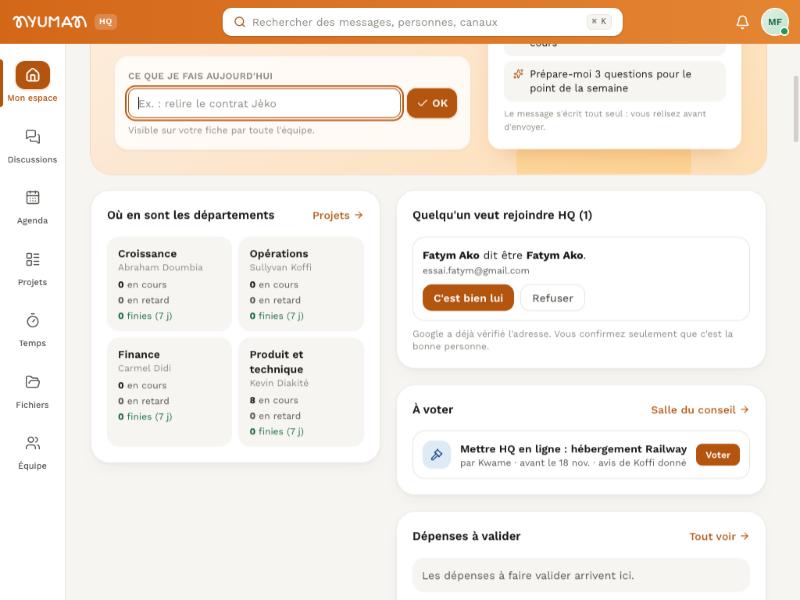 NYUMAN HQ
Rechercher des messages, personnes, canaux
⌘ K
MF
Mon espace
Discussions
Agenda
Projets
Temps
Fichiers
Équipe
CE QUE JE FAIS AUJOURD'HUI
Ex. : relire le contrat Jèko
OK
Visible sur votre fiche par toute l'équipe.
cours
Prépare-moi 3 questions pour le
point de la semaine
Le message s'écrit tout seul : vous relisez avant
d'envoyer.
Où en sont les départements
Projets →
Croissance
Abraham Doumbia
0 en cours
0 en retard
0 finies (7 j)
Opérations
Sullyvan Koffi
0 en cours
0 en retard
0 finies (7 j)
Finance
Carmel Didi
0 en cours
0 en retard
0 finies (7 j)
Produit et
technique
Kevin Diakité
8 en cours
0 en retard
0 finies (7 j)
Quelqu'un veut rejoindre HQ (1)
Fatym Ako dit être Fatym Ako.
essai.fatym@gmail.com
C'est bien lui
Refuser
Google a déjà vérifié l'adresse. Vous confirmez seulement que c'est la
bonne personne.
À voter
Salle du conseil →
Mettre HQ en ligne : hébergement Railway
par Kwame · avant le 18 nov. · avis de Koffi donné
Voter
Dépenses à valider
Tout voir →
Les dépenses à faire valider arrivent ici.